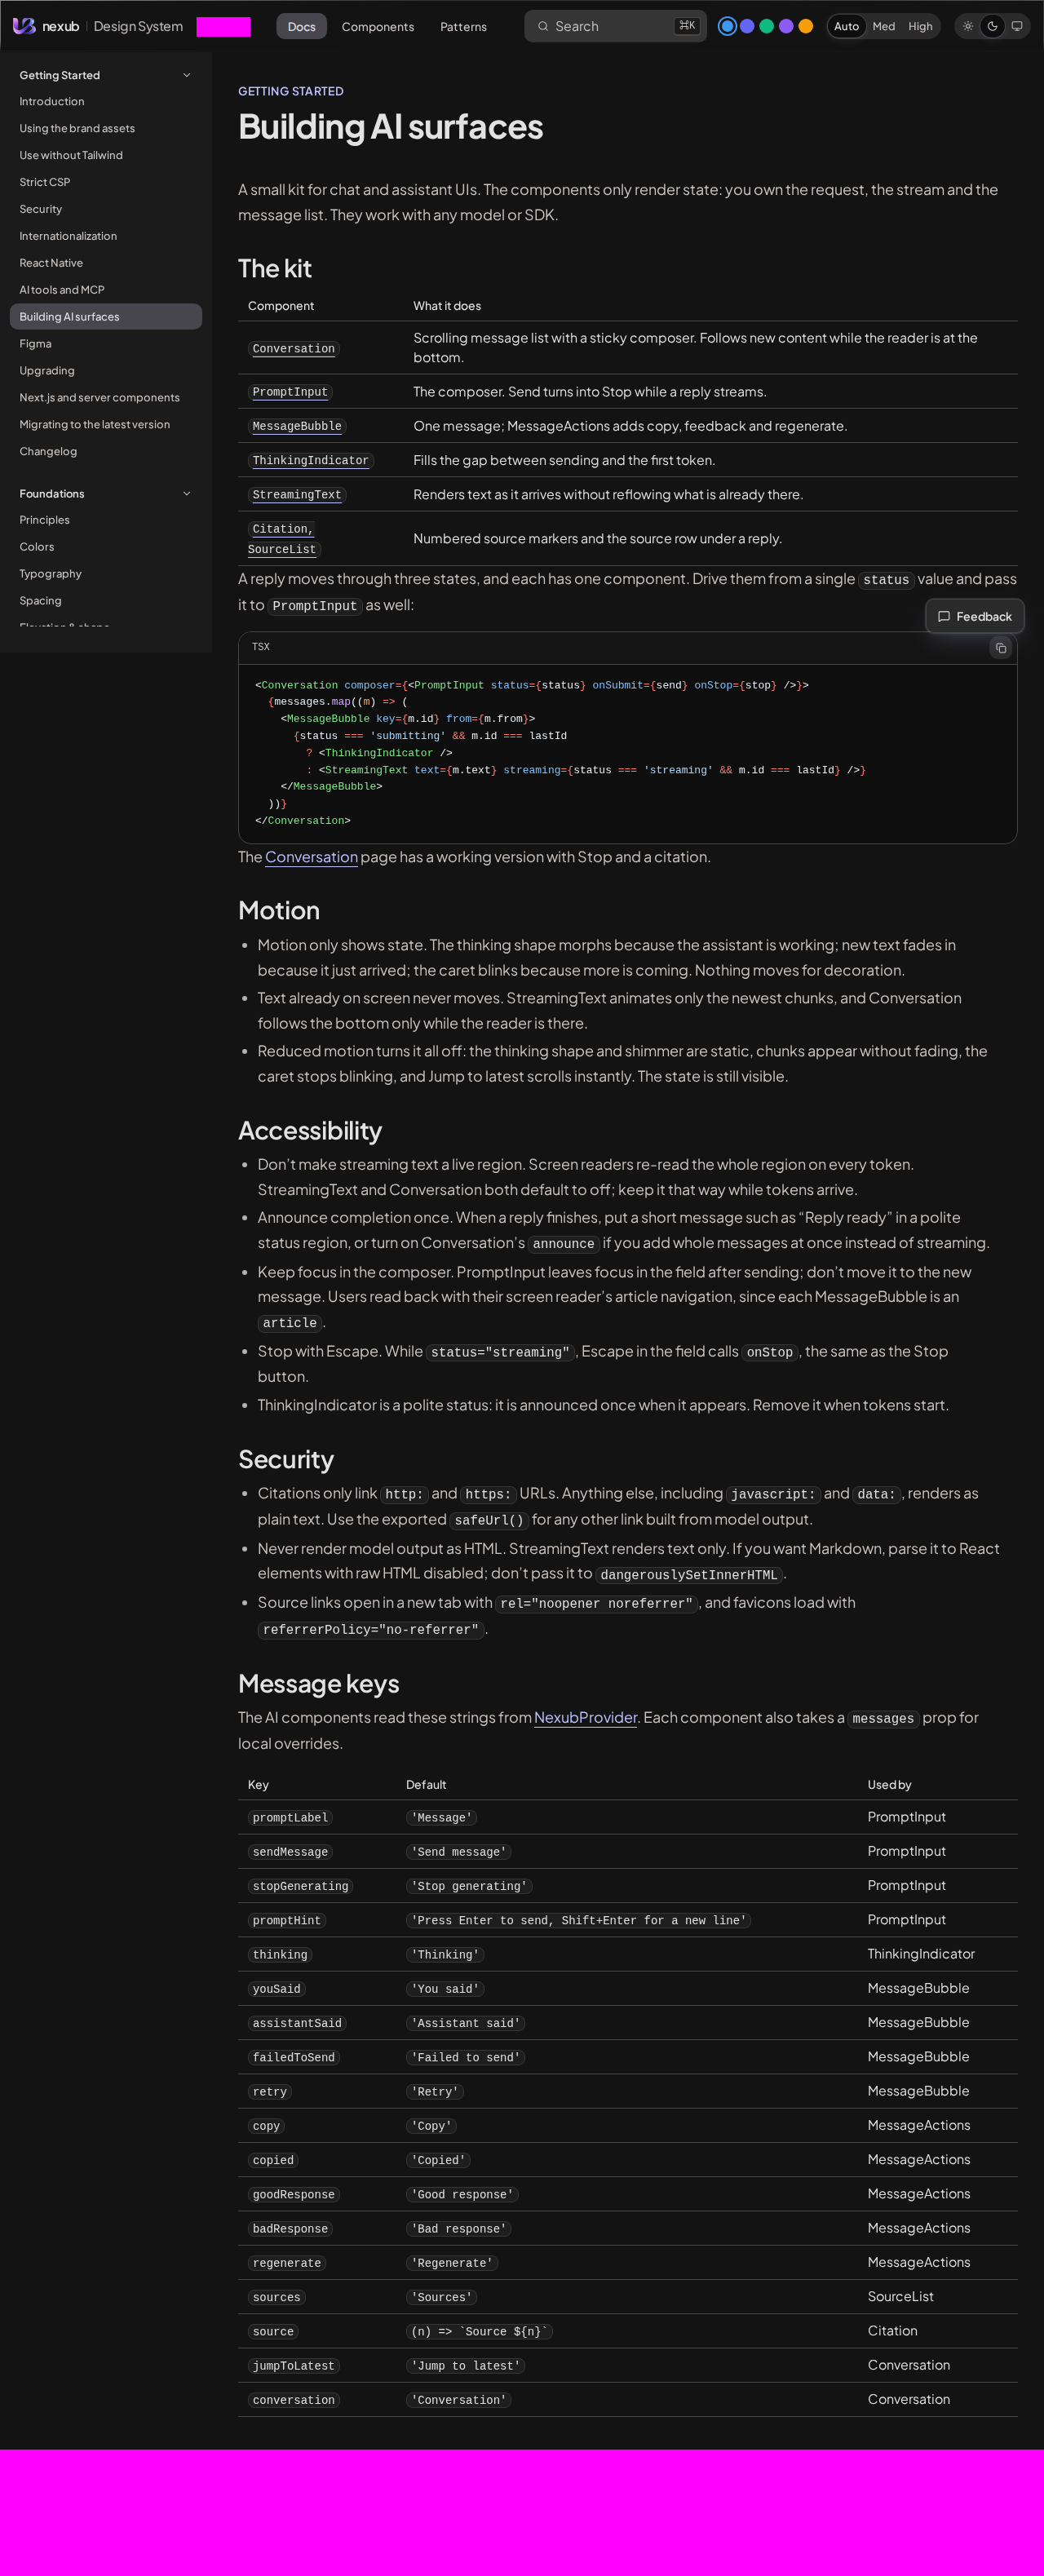 nexub | Design System
Docs
Components
Patterns
Search
⌘K
Auto
Med
High
Getting Started
Introduction
Using the brand assets
Use without Tailwind
Strict CSP
Security
Internationalization
React Native
AI tools and MCP
Building AI surfaces
Figma
Upgrading
Next.js and server components
Migrating to the latest version
Changelog
Foundations
Principles
Colors
Typography
Spacing
GETTING STARTED
Building AI surfaces
A small kit for chat and assistant UIs. The components only render state: you own the request, the stream and the
message list. They work with any model or SDK.
The kit
Component What it does
Conversation Scrolling message list with a sticky composer. Follows new content while the reader is at the
bottom.
PromptInput The composer. Send turns into Stop while a reply streams.
MessageBubble One message; MessageActions adds copy, feedback and regenerate.
ThinkingIndicator Fills the gap between sending and the first token.
StreamingText Renders text as it arrives without reflowing what is already there.
Citation,
SourceList Numbered source markers and the source row under a reply.
A reply moves through three states, and each has one component. Drive them from a single status value and pass
it to PromptInput as well:
Feedback
TSX
<Conversation composer={<PromptInput status={status} onSubmit={send} onStop={stop} />}>
  {messages.map((m) => (
    <MessageBubble key={m.id} from={m.from}>
      {status === 'submitting' && m.id === lastId
        ? <ThinkingIndicator />
        : <StreamingText text={m.text} streaming={status === 'streaming' && m.id === lastId} />}
    </MessageBubble>
  ))}
</Conversation>
The Conversation page has a working version with Stop and a citation.
Motion
• Motion only shows state. The thinking shape morphs because the assistant is working; new text fades in
because it just arrived; the caret blinks because more is coming. Nothing moves for decoration.
• Text already on screen never moves. StreamingText animates only the newest chunks, and Conversation
follows the bottom only while the reader is there.
• Reduced motion turns it all off: the thinking shape and shimmer are static, chunks appear without fading, the
caret stops blinking, and Jump to latest scrolls instantly. The state is still visible.
Accessibility
• Don’t make streaming text a live region. Screen readers re-read the whole region on every token.
StreamingText and Conversation both default to off; keep it that way while tokens arrive.
• Announce completion once. When a reply finishes, put a short message such as “Reply ready” in a polite
status region, or turn on Conversation’s announce if you add whole messages at once instead of streaming.
• Keep focus in the composer. PromptInput leaves focus in the field after sending; don’t move it to the new
message. Users read back with their screen reader’s article navigation, since each MessageBubble is an
article.
• Stop with Escape. While status="streaming", Escape in the field calls onStop, the same as the Stop
button.
• ThinkingIndicator is a polite status: it is announced once when it appears. Remove it when tokens start.
Security
• Citations only link http: and https: URLs. Anything else, including javascript: and data:, renders as
plain text. Use the exported safeUrl() for any other link built from model output.
• Never render model output as HTML. StreamingText renders text only. If you want Markdown, parse it to React
elements with raw HTML disabled; don’t pass it to dangerouslySetInnerHTML.
• Source links open in a new tab with rel="noopener noreferrer", and favicons load with
referrerPolicy="no-referrer".
Message keys
The AI components read these strings from NexubProvider. Each component also takes a messages prop for
local overrides.
Key Default Used by
promptLabel 'Message' PromptInput
sendMessage 'Send message' PromptInput
stopGenerating 'Stop generating' PromptInput
promptHint 'Press Enter to send, Shift+Enter for a new line' PromptInput
thinking 'Thinking' ThinkingIndicator
youSaid 'You said' MessageBubble
assistantSaid 'Assistant said' MessageBubble
failedToSend 'Failed to send' MessageBubble
retry 'Retry' MessageBubble
copy 'Copy' MessageActions
copied 'Copied' MessageActions
goodResponse 'Good response' MessageActions
badResponse 'Bad response' MessageActions
regenerate 'Regenerate' MessageActions
sources 'Sources' SourceList
source (n) => `Source ${n}` Citation
jumpToLatest 'Jump to latest' Conversation
conversation 'Conversation' Conversation